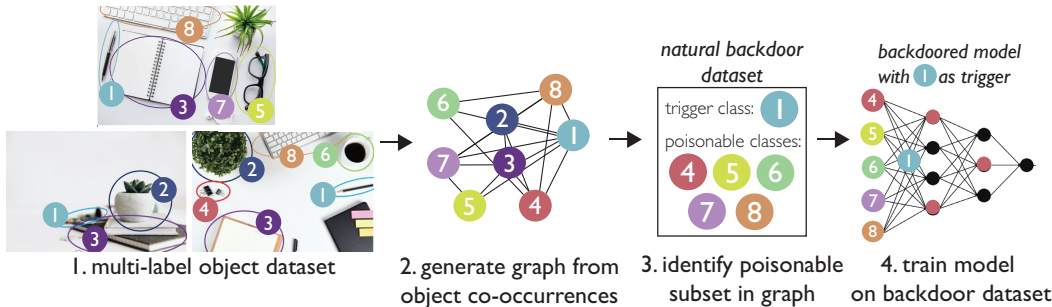 8
1
3
7
5
2
1
3
2
8
6
1
4
3
1. multi-label object dataset
6
8
2
1
7
3
5
4
2. generate graph from
object co-occurrences
natural backdoor
dataset
trigger class: 1
poisonable classes:
4 5 6
7 8
3. identify poisonable
subset in graph
backdoored model
with 1 as trigger
4
5
1
6
7
8
4. train model
on backdoor dataset